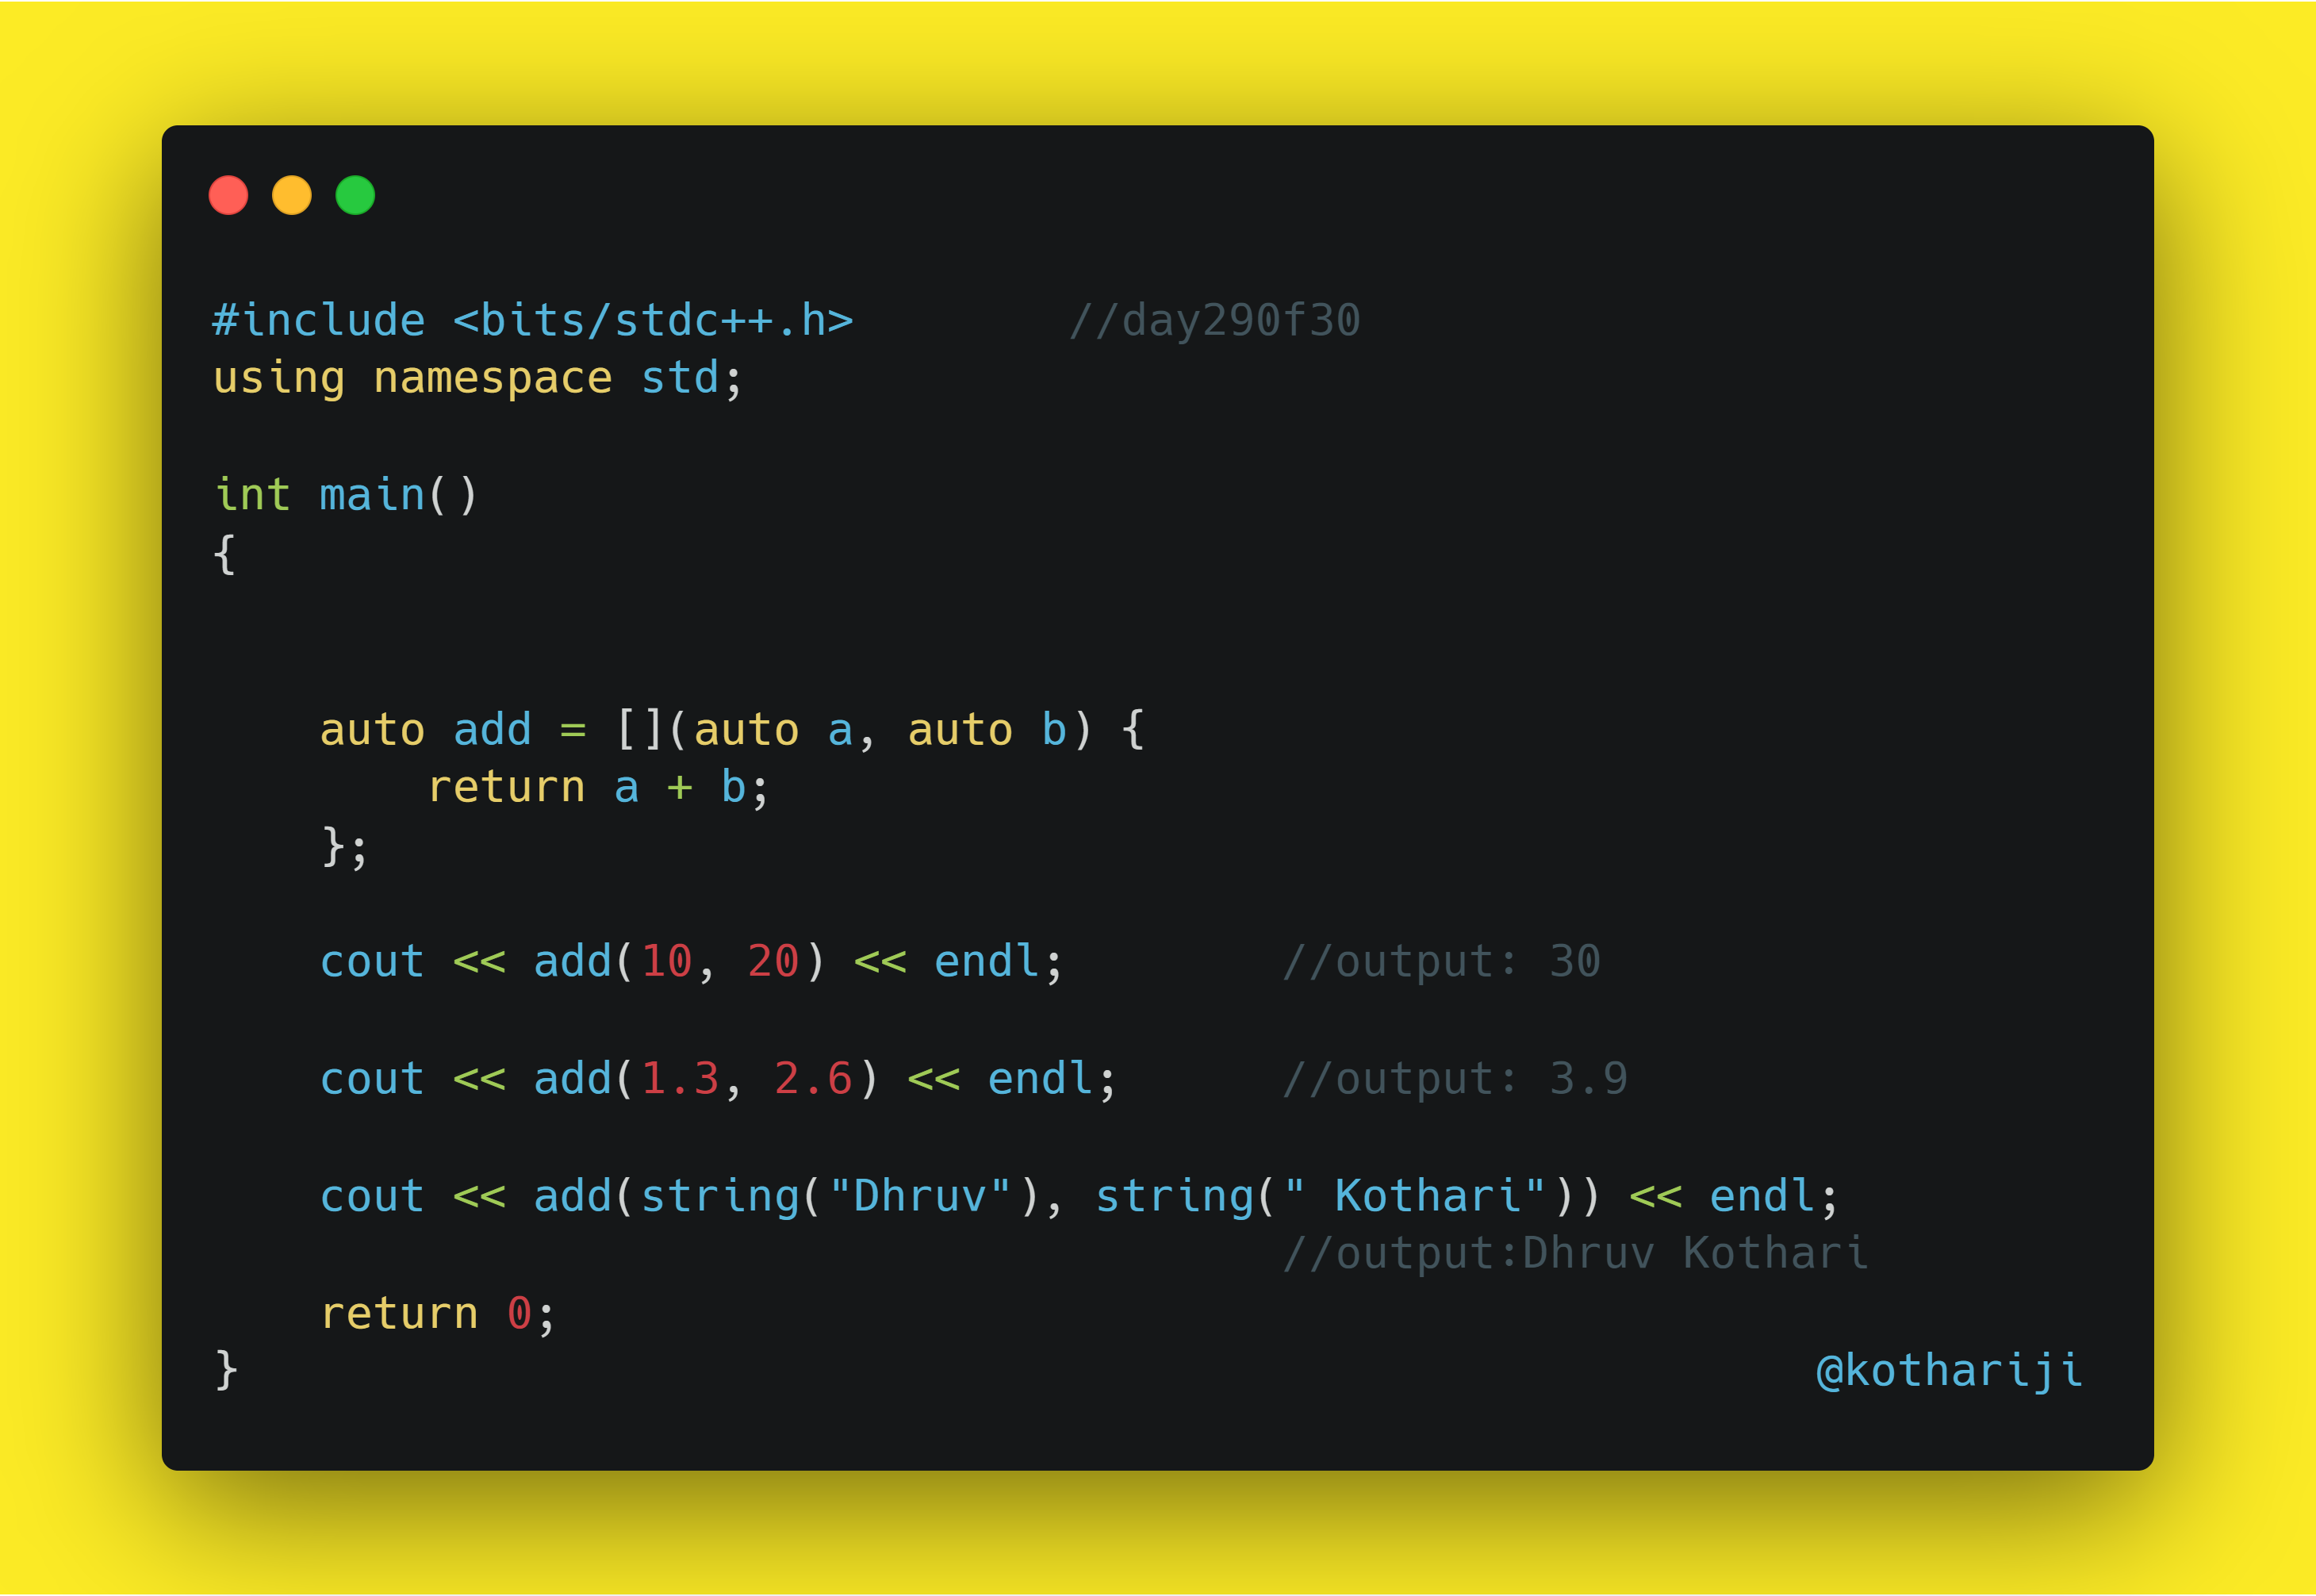 #include <bits/stdc++.h>        //day290f30
using namespace std;
int main()
{
    auto add = [](auto a, auto b) {
        return a + b;
    };
    cout << add(10, 20) << endl;        //output: 30
    cout << add(1.3, 2.6) << endl;      //output: 3.9
    cout << add(string("Dhruv"), string(" Kothari")) << endl;
                                        //output:Dhruv Kothari
    return 0;
}                                                           @kothariji